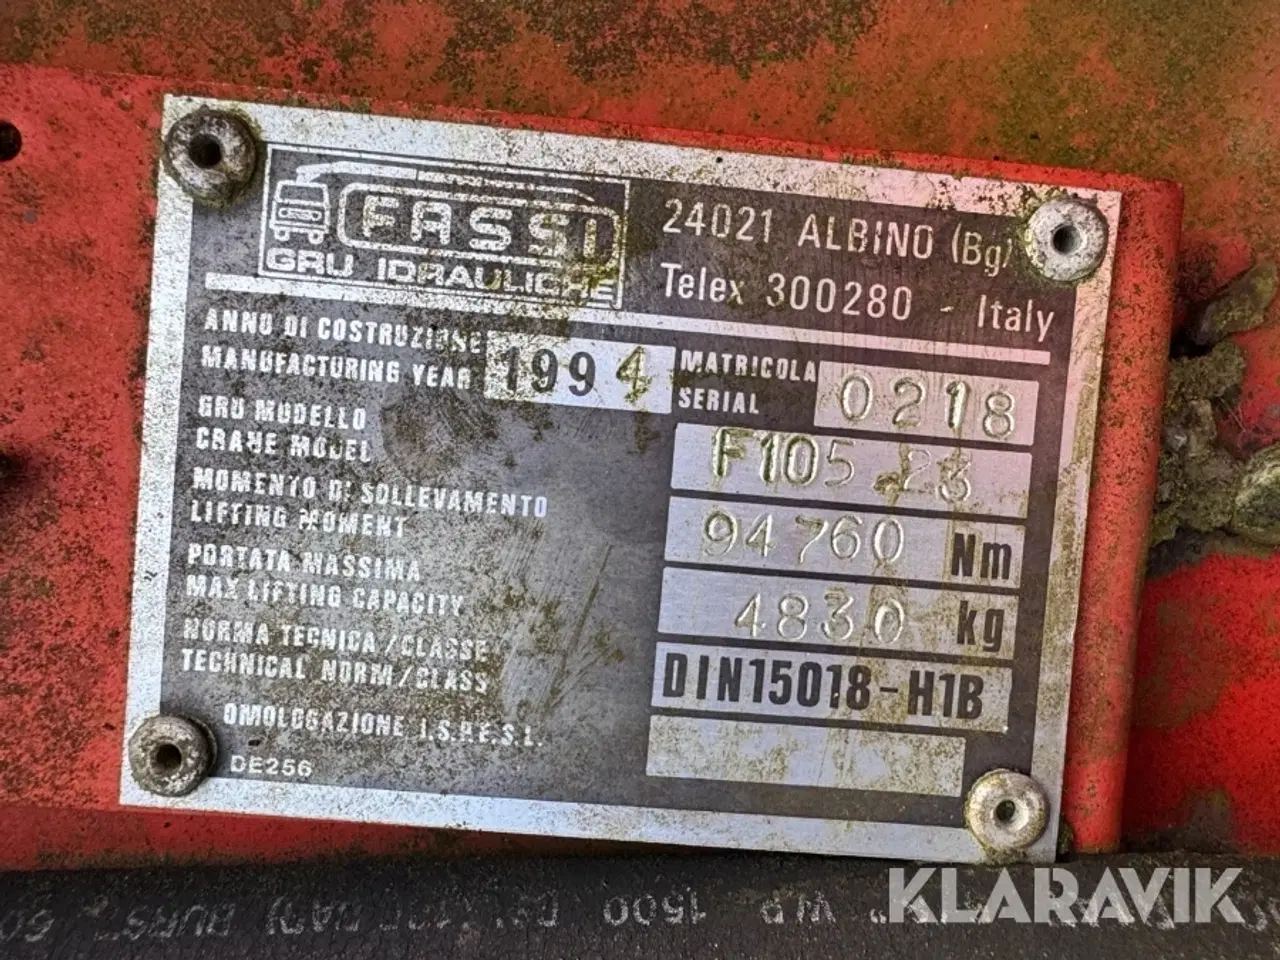 FASSI
GRU IDRAULICHE
24021 ALBINO (Bg)
Telex 300280 - Italy
ANNO DI COSTRUZIONE
MANUFACTURING YEAR
1994
MATRICOLA
SERIAL
0218
GRU MODELLO
CRANE MODEL
F105.23
MOMENTO DI SOLLEVAMENTO
LIFTING MOMENT
94760 Nm
PORTATA MASSIMA
MAX LIFTING CAPACITY
4830 kg
NORMA TECNICA/CLASSE
TECHNICAL NORM/CLASS
DIN15018-H1B
OMOLOGAZIONE I.S.P.E.S.L.
DE256
KLARAVIK
W.P. 1500